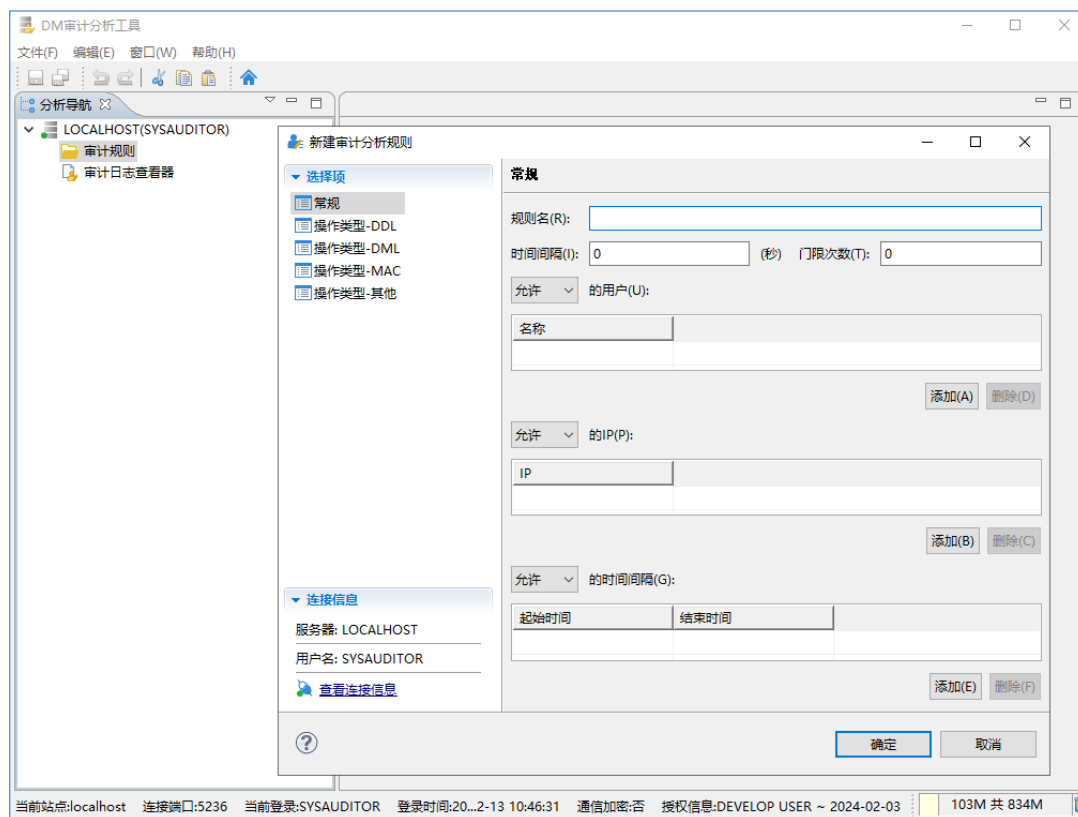 DM审计分析工具
文件(F) 编辑(E) 窗口(W) 帮助(H)
分析导航
LOCALHOST(SYSAUDITOR)
审计规则
审计日志查看器
新建审计分析规则
选择项
常规
操作类型-DDL
操作类型-DML
操作类型-MAC
操作类型-其他
常规
规则名(R):
时间间隔(I): 0 (秒) 门限次数(T): 0
允许 的用户(U):
名称
添加(A) 删除(D)
允许 的IP(P):
IP
添加(B) 删除(C)
允许 的时间间隔(G):
起始时间 结束时间
添加(E) 删除(F)
连接信息
服务器: LOCALHOST
用户名: SYSAUDITOR
查看连接信息
确定 取消
当前站点:localhost 连接端口:5236 当前登录:SYSAUDITOR 登录时间:20...2-13 10:46:31 通信加密:否 授权信息:DEVELOP USER ~ 2024-02-03 103M 共 834M